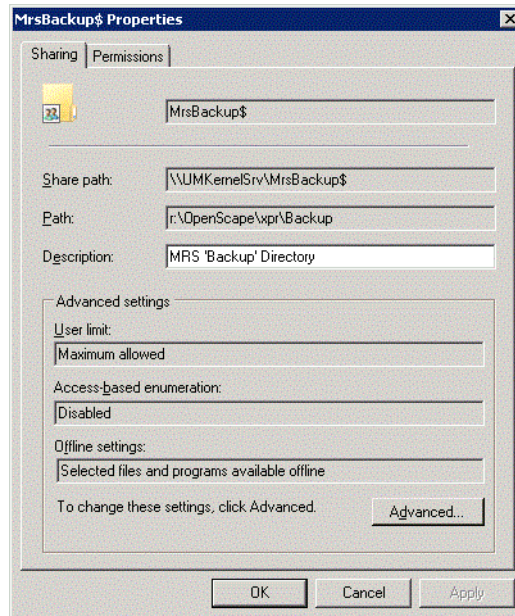 MrsBackup$ Properties
Sharing
Permissions
MrsBackup$
Share path:
\\UMKernelSrv\MrsBackup$
Path:
r:\OpenScape\xpr\Backup
Description:
MRS 'Backup' Directory
Advanced settings
User limit:
Maximum allowed
Access-based enumeration:
Disabled
Offline settings:
Selected files and programs available offline
To change these settings, click Advanced.
Advanced...
OK
Cancel
Apply